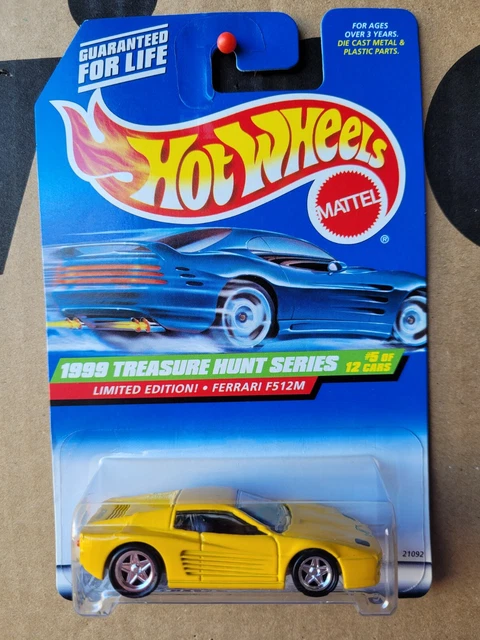 GUARANTEED
FOR LIFE
FOR AGES
OVER 3 YEARS.
DIE CAST METAL &
PLASTIC PARTS.
HOT WHEELS
MATTEL
®
1999 TREASURE HUNT SERIES
#5 OF
12 CARS
LIMITED EDITION! • FERRARI F512M
21092